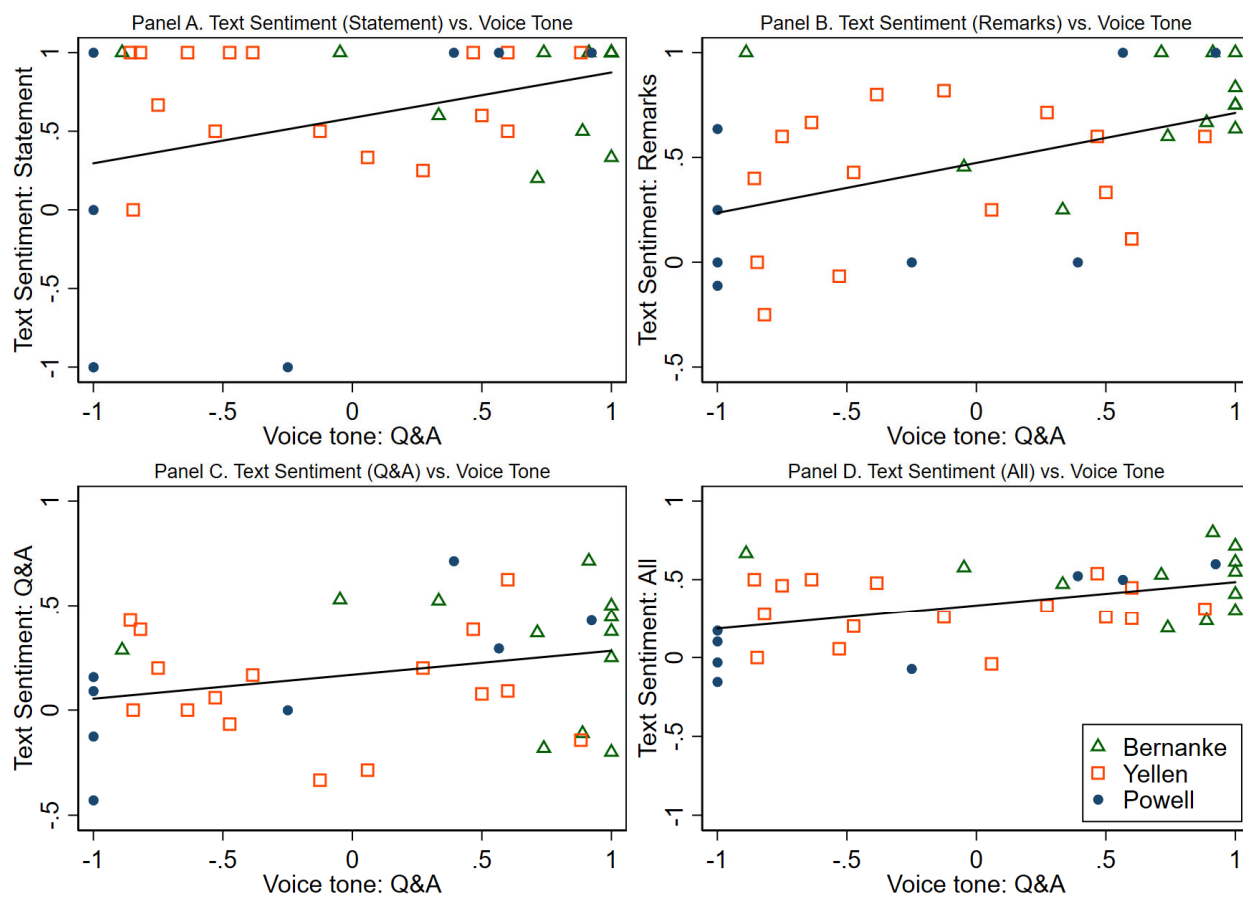 Panel A. Text Sentiment (Statement) vs. Voice Tone
Text Sentiment: Statement
1
.5
0
-.5
-1
-1
-.5
0
.5
1
Voice tone: Q&A
Panel B. Text Sentiment (Remarks) vs. Voice Tone
Text Sentiment: Remarks
1
.5
0
-.5
-1
-.5
0
.5
1
Voice tone: Q&A
Panel C. Text Sentiment (Q&A) vs. Voice Tone
Text Sentiment: Q&A
1
.5
0
-.5
-1
-.5
0
.5
1
Voice tone: Q&A
Panel D. Text Sentiment (All) vs. Voice Tone
Text Sentiment: All
1
.5
0
-.5
-1
-1
-.5
0
.5
1
Voice tone: Q&A
Bernanke
Yellen
Powell